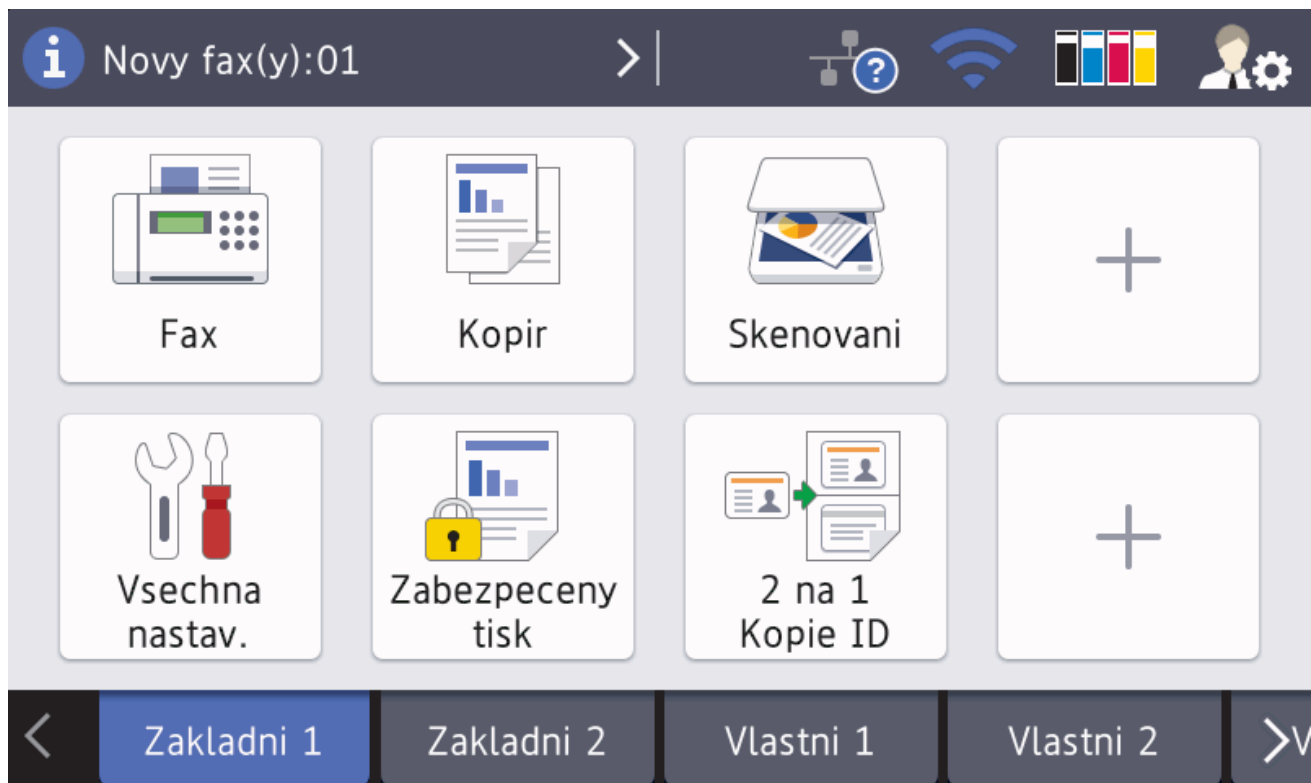 Novy fax(y):01
Fax
Kopir
Skenovani
Vsechna
nastav.
Zabezpeceny
tisk
2 na 1
Kopie ID
Zakladni 1
Zakladni 2
Vlastni 1
Vlastni 2